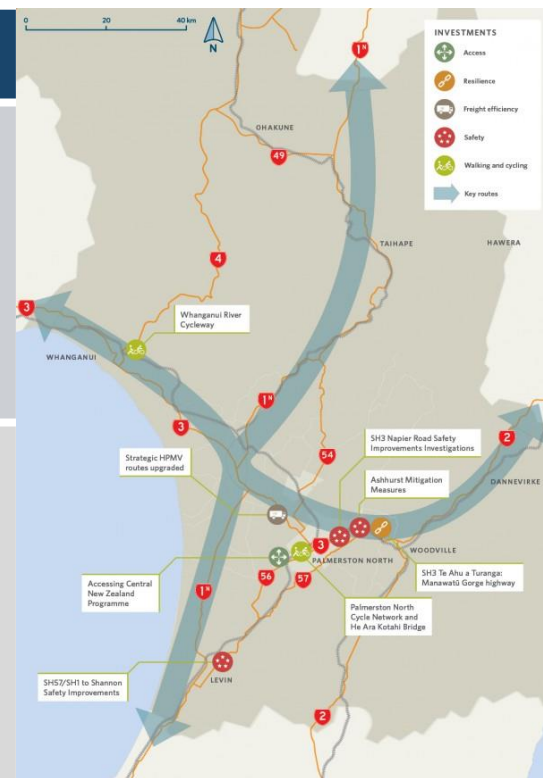 0 20 40 km
N
INVESTMENTS
Access
Resilience
Freight efficiency
Safety
Walking and cycling
Key routes
1N
OHAKUNE
49
4
TAIHAPE
HAWERA
3
Whanganui River
Cycleway
WHANGANUI
1N
3
54
2
SH3 Napier Road Safety
Improvements Investigations
Strategic HPMV
routes upgraded
Ashhurst Mitigation
Measures
DANNEVIRKE
3
WOODVILLE
PALMERSTON NORTH
SH3 Te Ahu a Turanga:
Manawatū Gorge highway
56
57
1N
Accessing Central
New Zealand
Programme
Palmerston North
Cycle Network and
He Ara Kotahi Bridge
SH57/SH1 to Shannon
Safety Improvements
LEVIN
2